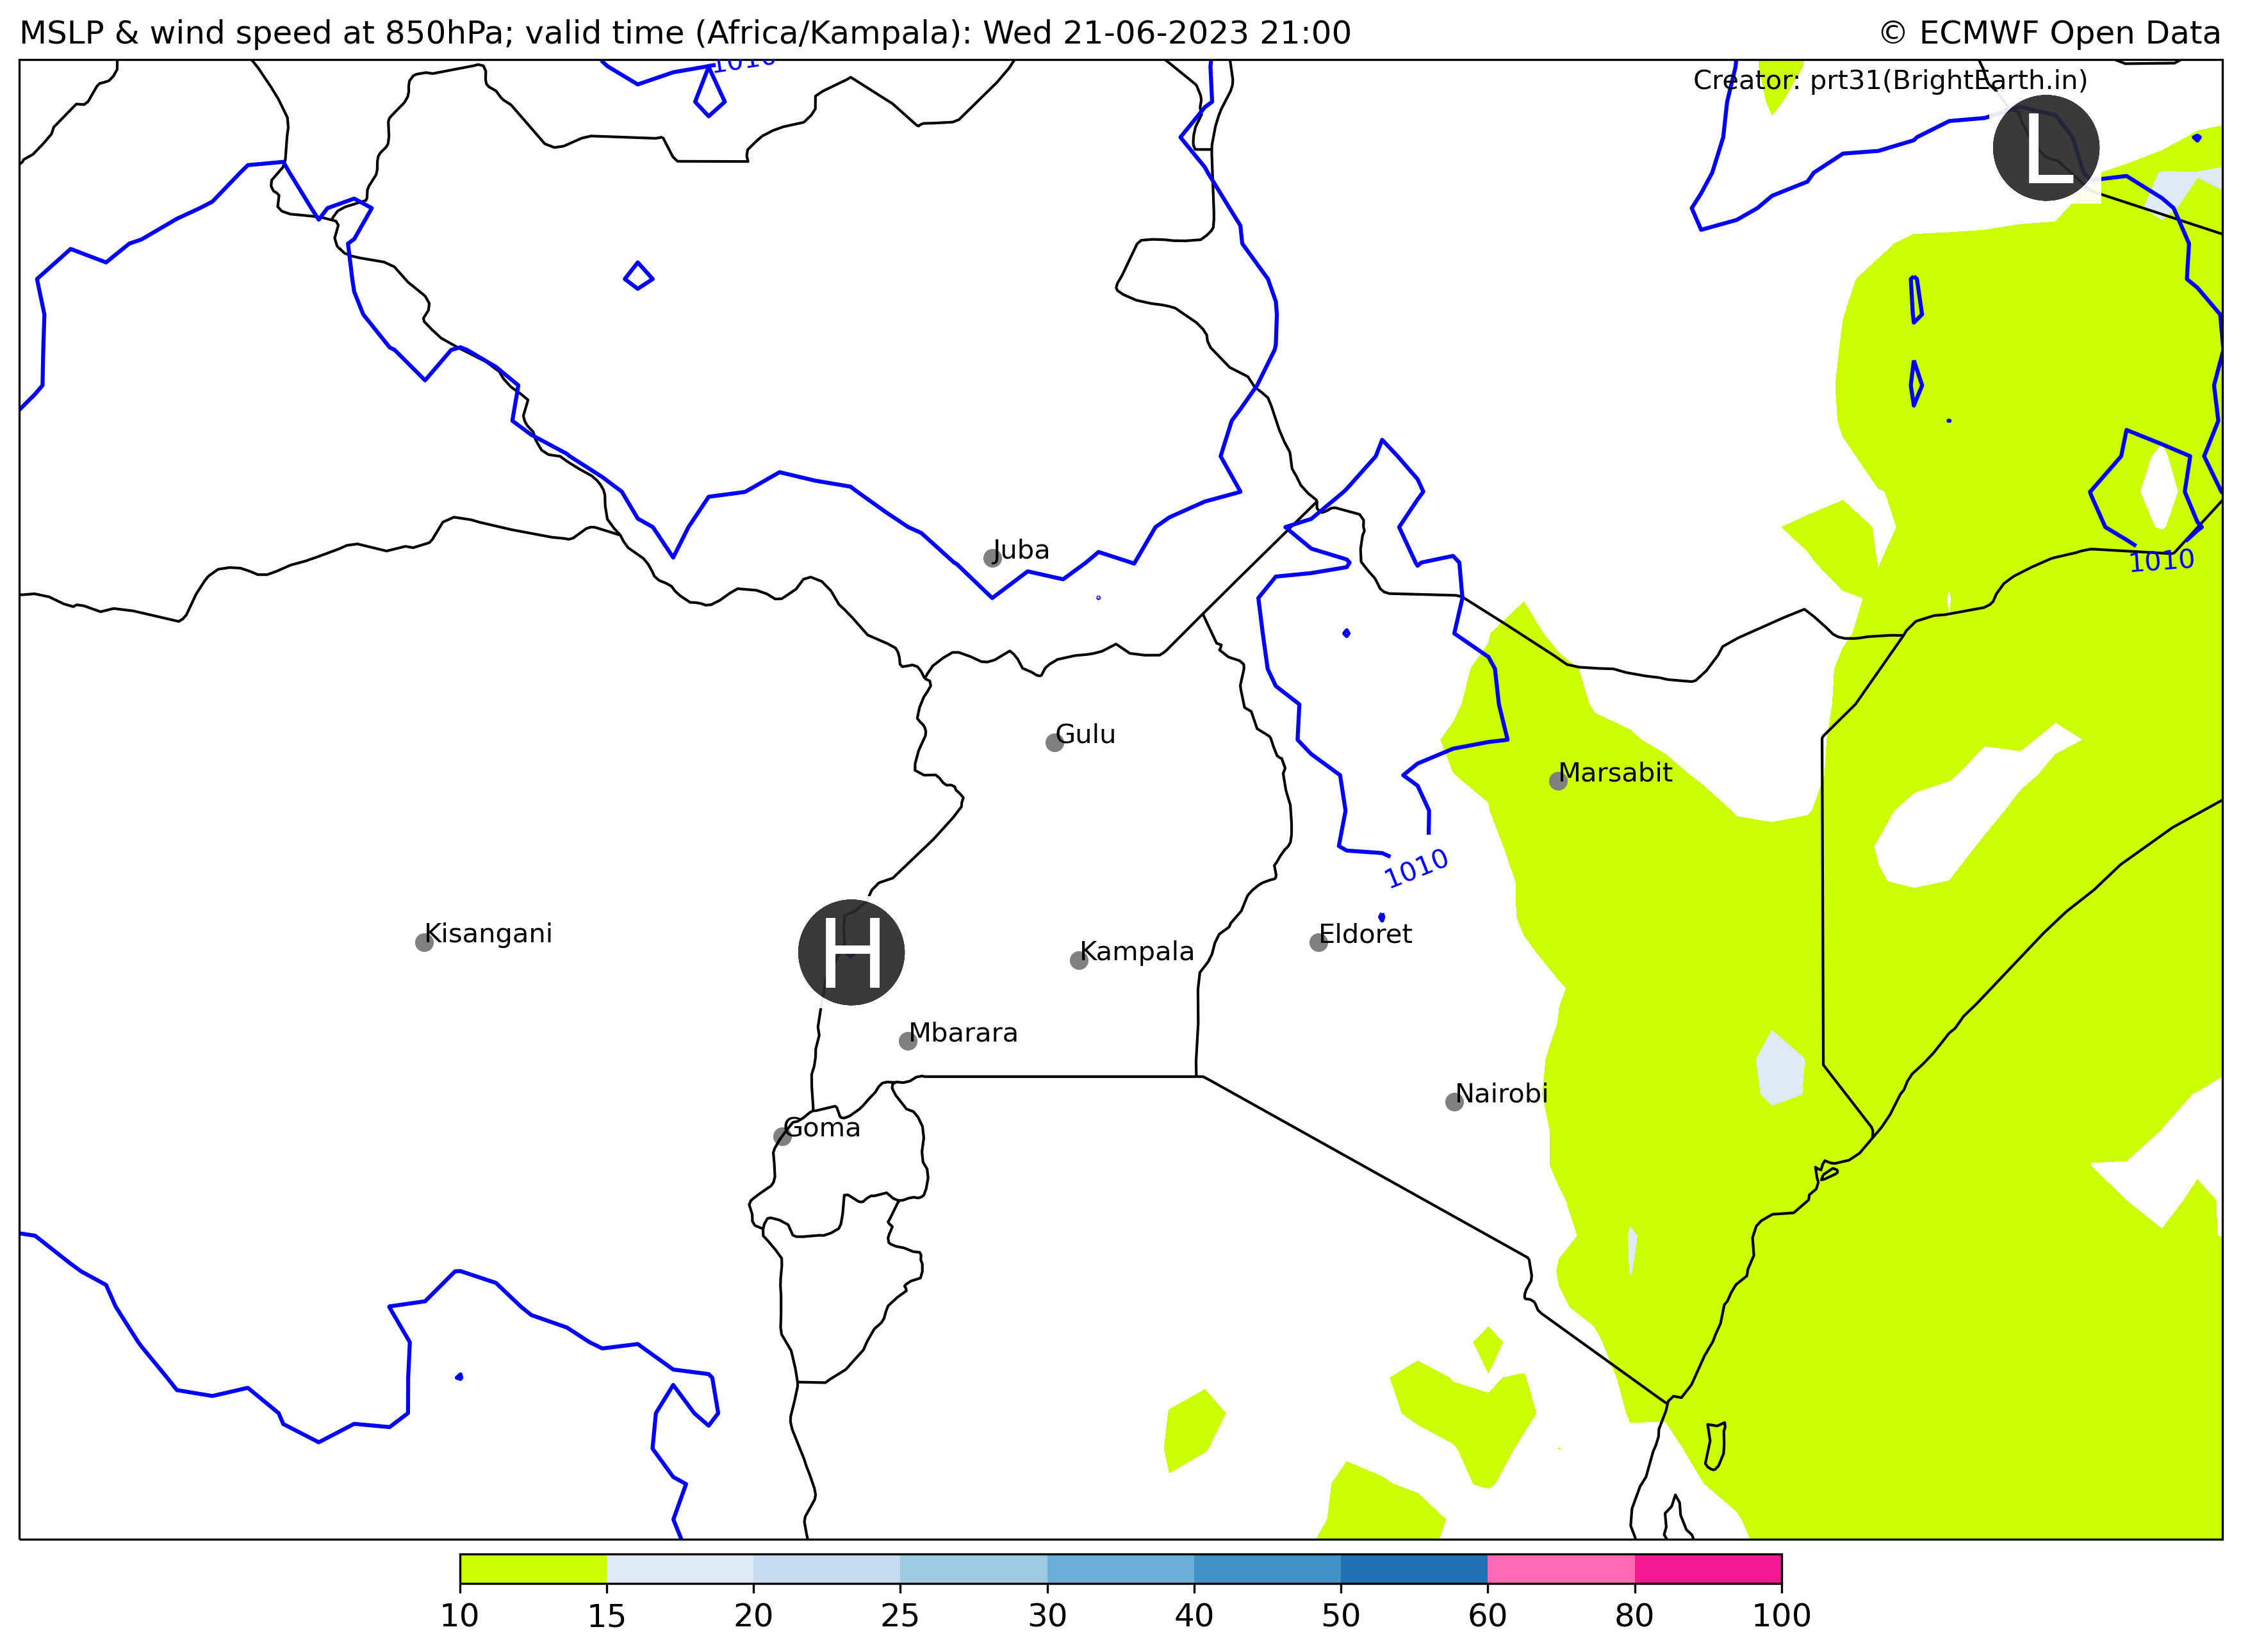 MSLP & wind speed at 850hPa; valid time (Africa/Kampala): Wed 21-06-2023 21:00
© ECMWF Open Data
1010
Creator: prt31(BrightEarth.in)
L
Juba
1010
Gulu
Marsabit
1010
Kisangani
H
Kampala
Eldoret
Mbarara
Nairobi
Goma
10 15 20 25 30 40 50 60 80 100